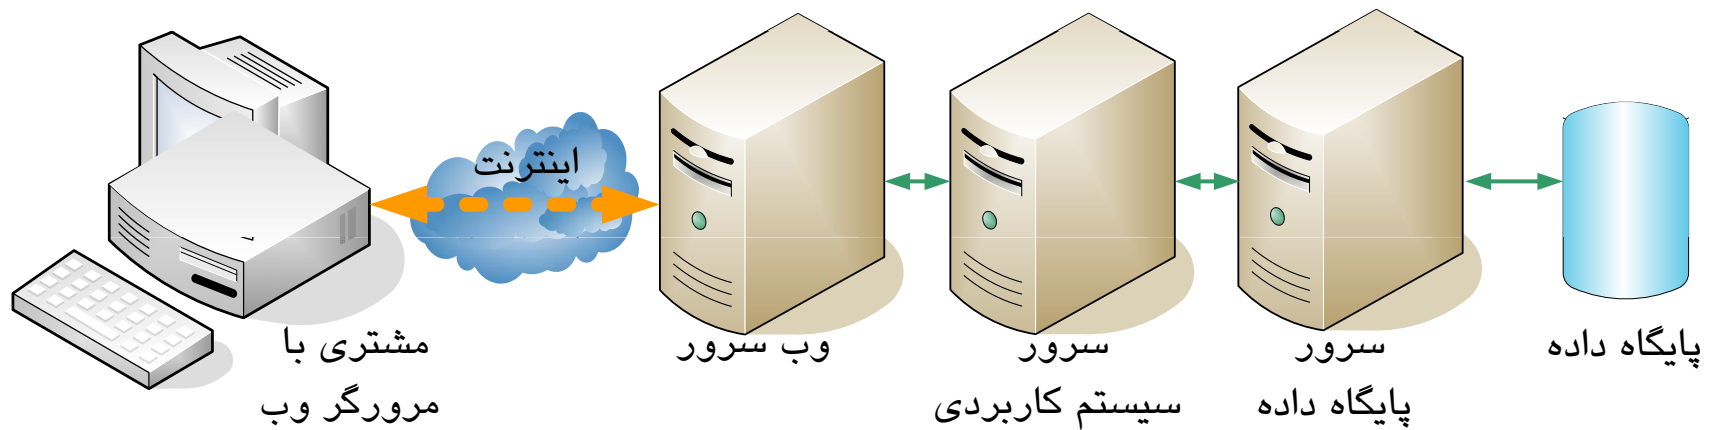 اینترنت
مشتری با
مرورگر وب
وب سرور
سرور
سیستم کاربردی
سرور
پایگاه داده
پایگاه داده